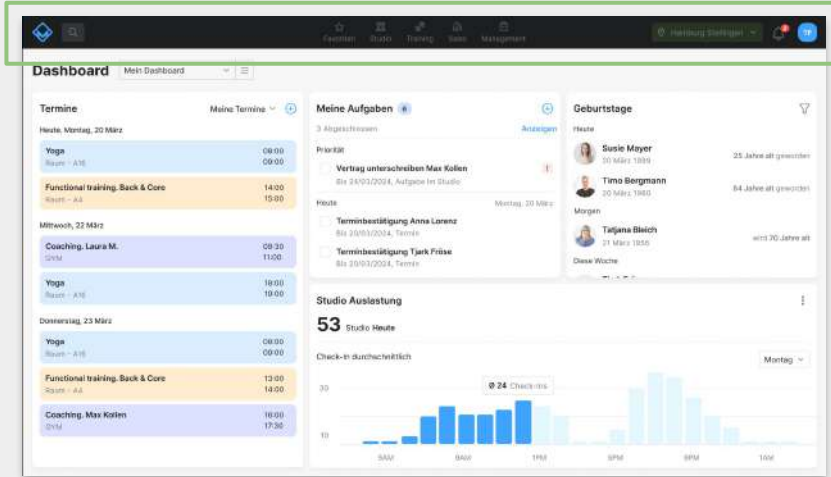 Favoriten Studio Training Sales Management
Hamburg Stellingen
TF
Dashboard Mein Dashboard
Termine Meine Termine
Heute, Montag, 20 März
Yoga 08:00
Raum - A16 09:00
Functional training. Back & Core 14:00
Raum - A4 15:00
Mittwoch, 22 März
Coaching. Laura M. 09:30
GYM 11:00
Yoga 18:00
Raum - A16 19:00
Donnerstag, 23 März
Yoga 08:00
Raum - A16 09:00
Functional training. Back & Core 13:00
Raum - A4 14:00
Coaching. Max Kollen 16:00
GYM 17:30
Meine Aufgaben 6
3 Abgeschlossen Anzeigen
Priorität
Vertrag unterschreiben Max Kollen !
Bis 24/03/2024, Aufgabe im Studio
Heute Montag, 20 März
Terminbestätigung Anna Lorenz
Bis 20/03/2024, Termin
Terminbestätigung Tjark Fröse
Bis 20/03/2024, Termin
Geburtstage
Heute
Susie Mayer
20 März 1999 25 Jahre alt geworden
Timo Bergmann
20 März 1960 64 Jahre alt geworden
Morgen
Tatjana Bleich
21 März 1956 wird 70 Jahre alt
Diese Woche
Studio Auslastung
53 Studio Heute
Check-in durchschnittlich Montag
Ø 24 Check-ins
30
10
9AM 1PM 6PM 1AM